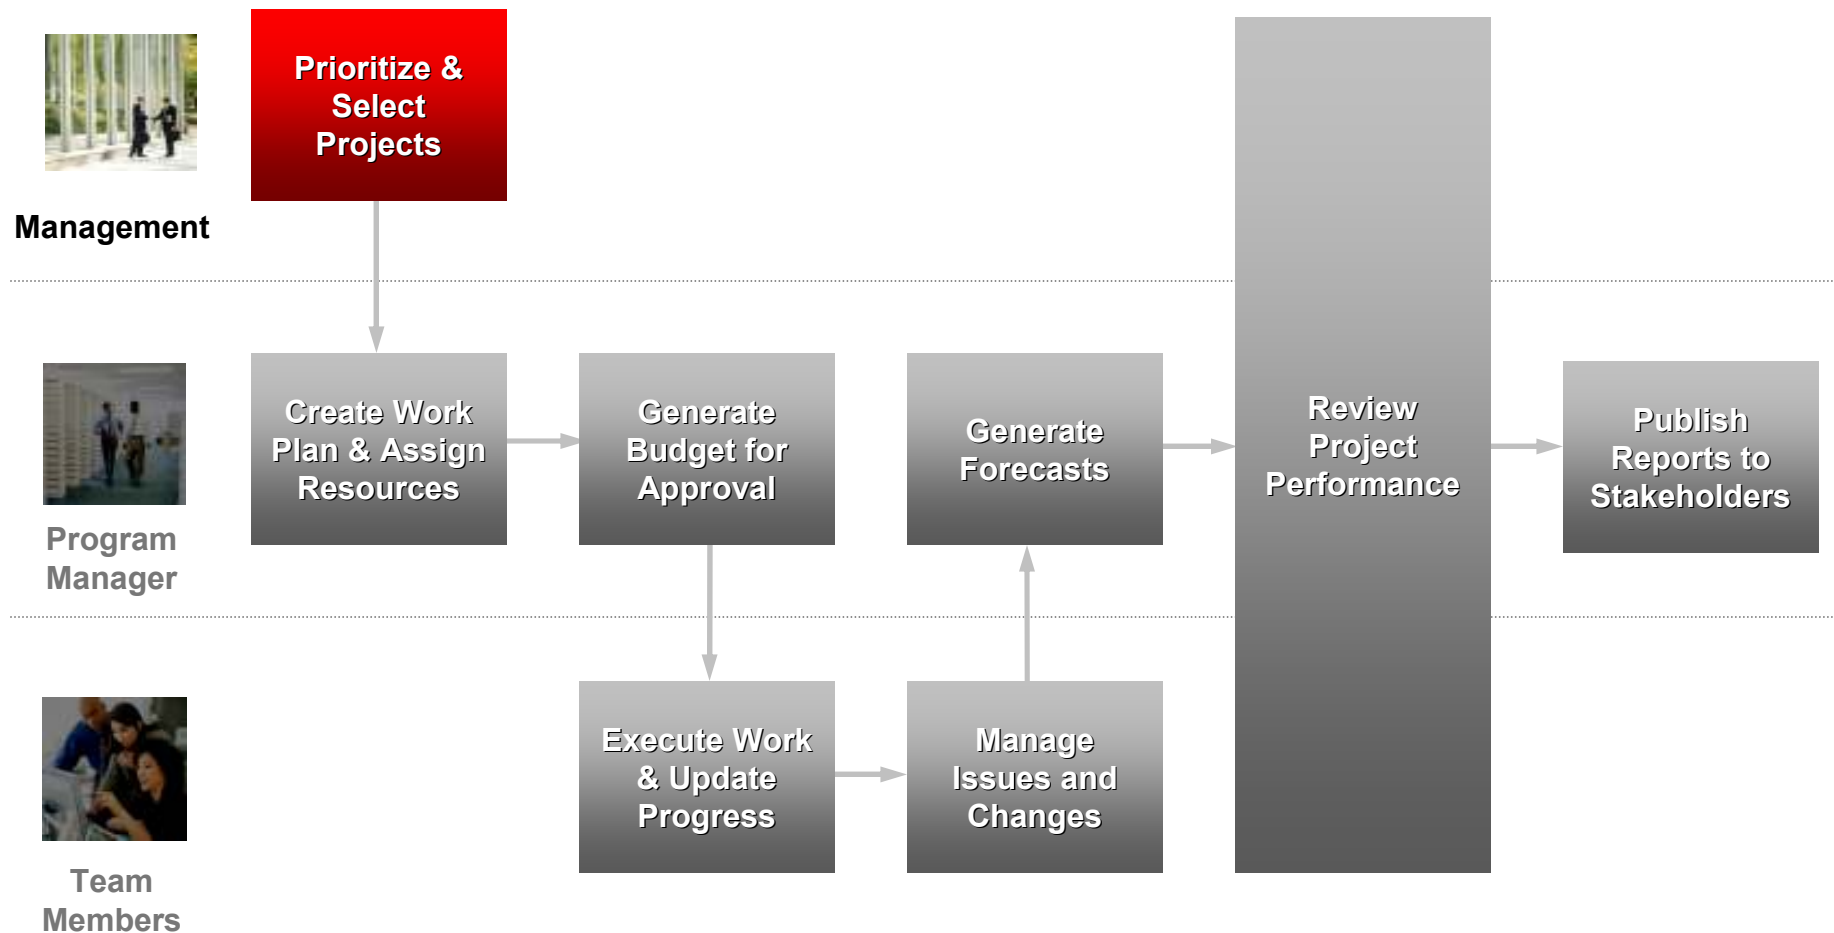 Prioritize &
Select
Projects
Management
Create Work
Plan & Assign
Resources
Generate
Budget for
Approval
Generate
Forecasts
Review
Project
Performance
Publish
Reports to
Stakeholders
Program
Manager
Execute Work
& Update
Progress
Manage
Issues and
Changes
Team
Members